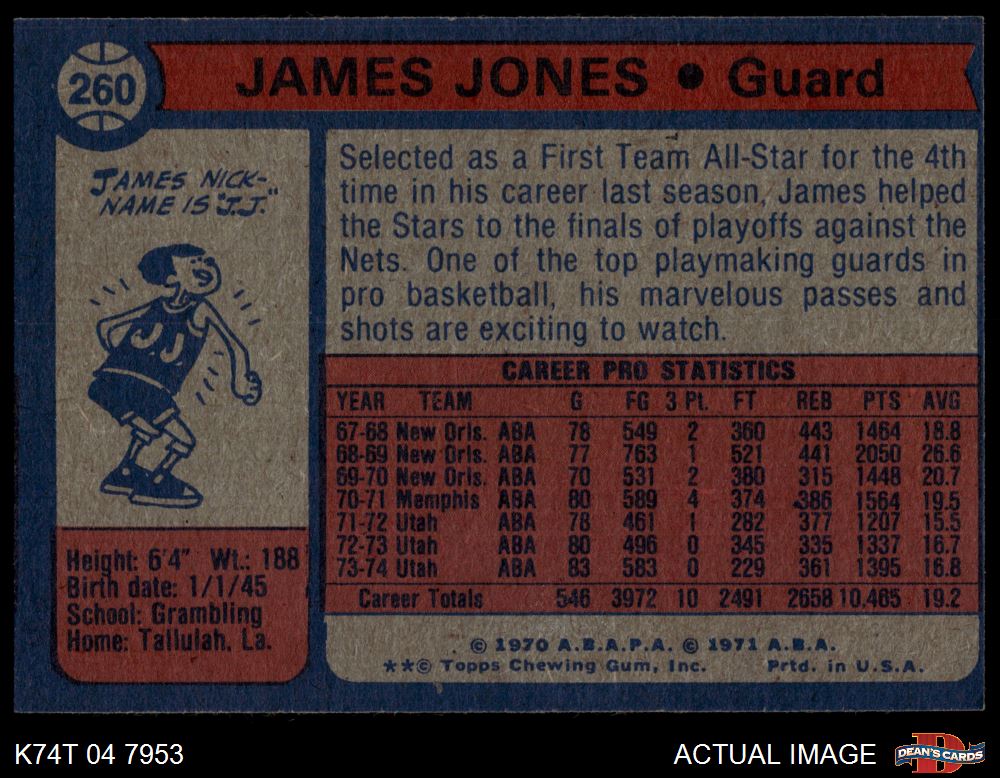 260
JAMES JONES • Guard
JAMES NICK-
NAME IS "J.J."
JJ
Selected as a First Team All-Star for the 4th
time in his career last season, James helped
the Stars to the finals of playoffs against the
Nets. One of the top playmaking guards in
pro basketball, his marvelous passes and
shots are exciting to watch.
CAREER PRO STATISTICS
YEAR TEAM G FG 3 Pt. FT REB PTS AVG
67-68 New Orls. ABA 78 549 2 360 443 1464 18.8
68-69 New Orls. ABA 77 763 1 521 441 2050 26.6
69-70 New Orls. ABA 70 531 2 380 315 1448 20.7
70-71 Memphis ABA 80 589 4 374 386 1564 19.5
71-72 Utah ABA 78 461 1 282 377 1207 15.5
72-73 Utah ABA 80 496 0 345 335 1337 16.7
73-74 Utah ABA 83 583 0 229 361 1395 16.8
Career Totals 546 3972 10 2491 2658 10,465 19.2
Height: 6'4" Wt.: 188
Birth date: 1/1/45
School: Grambling
Home: Tallulah, La.
© 1970 A.B.A.P.A. © 1971 A.B.A.
**© Topps Chewing Gum, Inc. Prtd. in U.S.A.
K74T 04 7953
ACTUAL IMAGE
DEAN'S CARDS